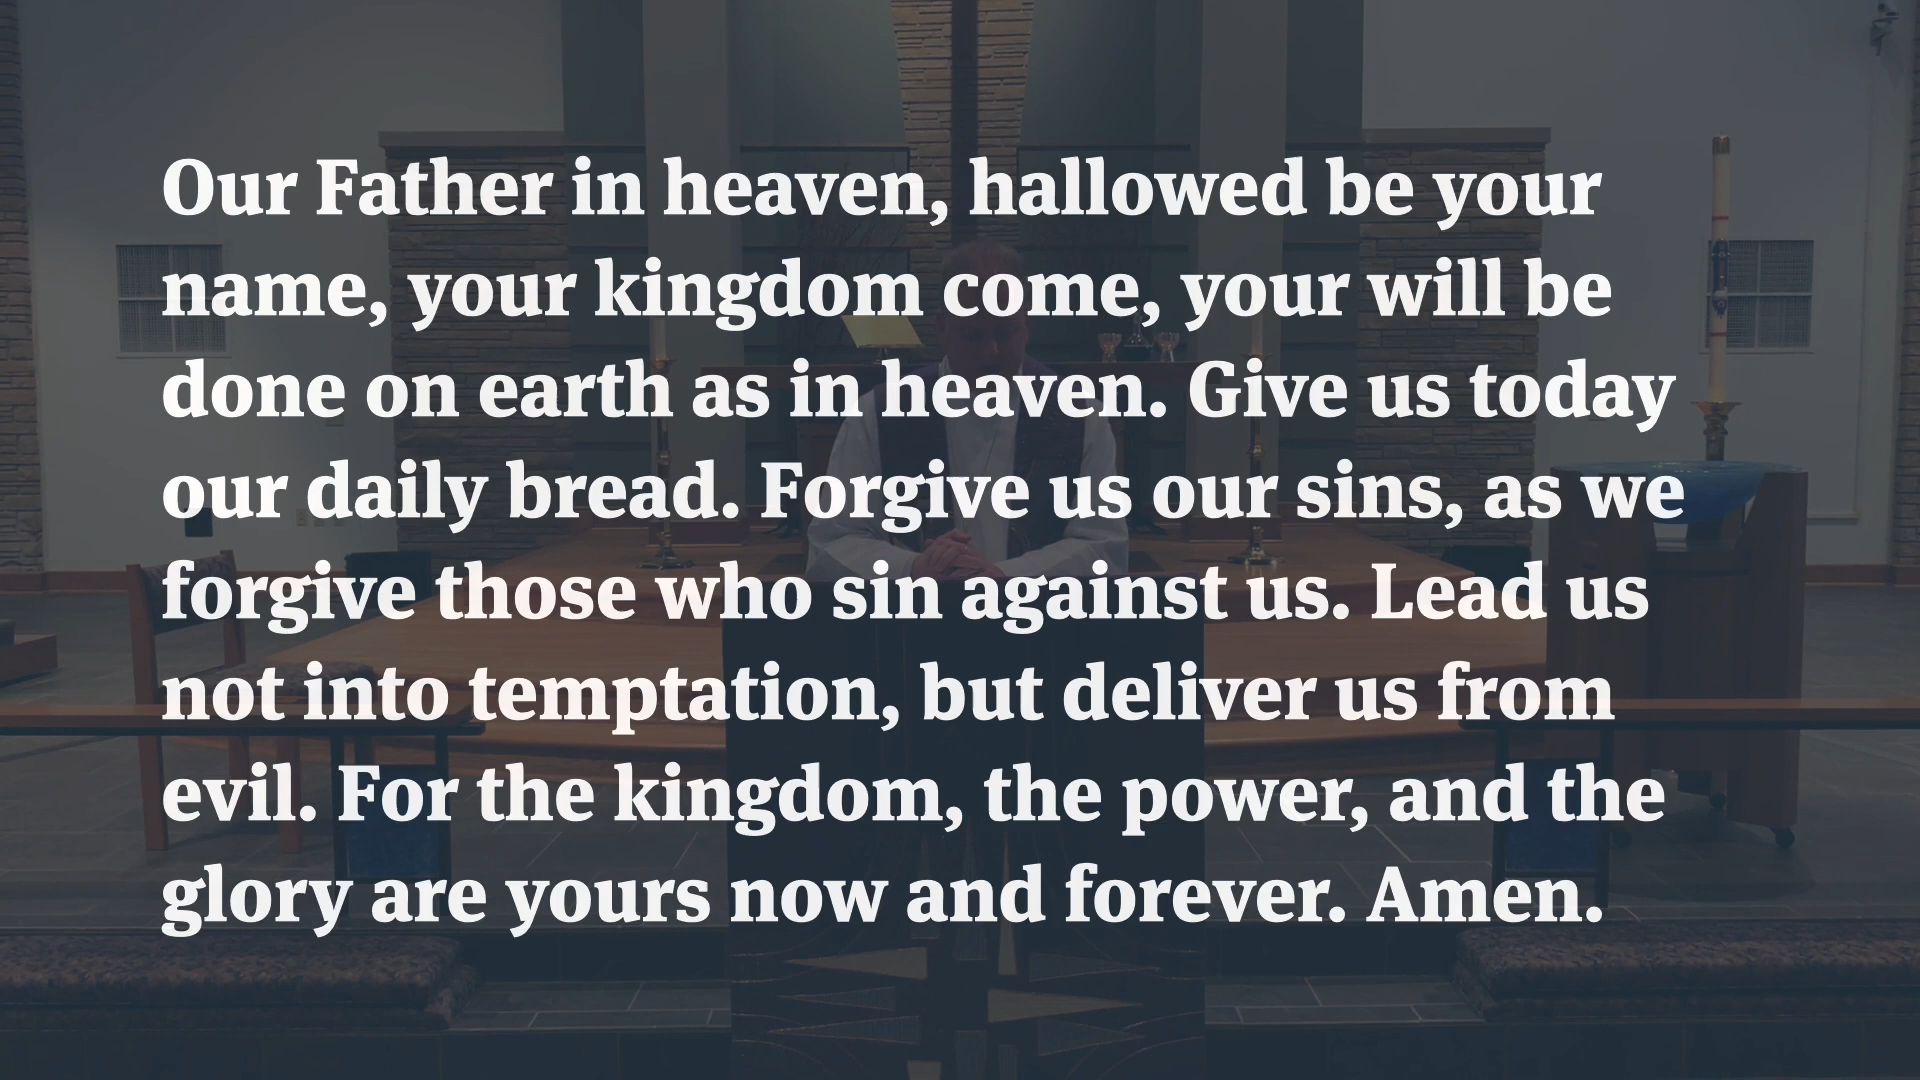 Our Father in heaven, hallowed be your
name, your kingdom come, your will be
done on earth as in heaven. Give us today
our daily bread. Forgive us our sins, as we
forgive those who sin against us. Lead us
not into temptation, but deliver us from
evil. For the kingdom, the power, and the
glory are yours now and forever. Amen.